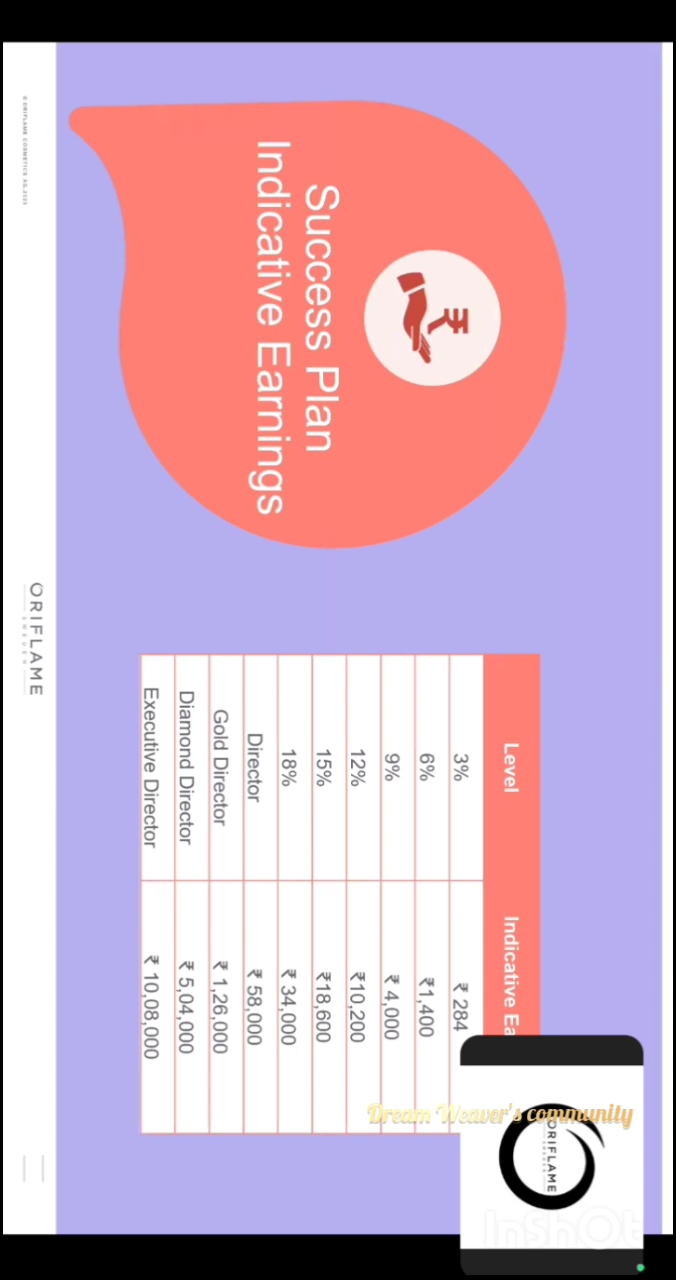 Success Plan
Indicative Earnings
Level Indicative Ea
3% ₹ 284
6% ₹1,400
9% ₹ 4,000
12% ₹10,200
15% ₹18,600
18% ₹ 34,000
Director ₹ 58,000
Gold Director ₹ 1,26,000
Diamond Director ₹ 5,04,000
Executive Director ₹ 10,08,000
ORIFLAME
SWEDEN
Dream Weaver's community
ORIFLAME
SWEDEN
InShOt